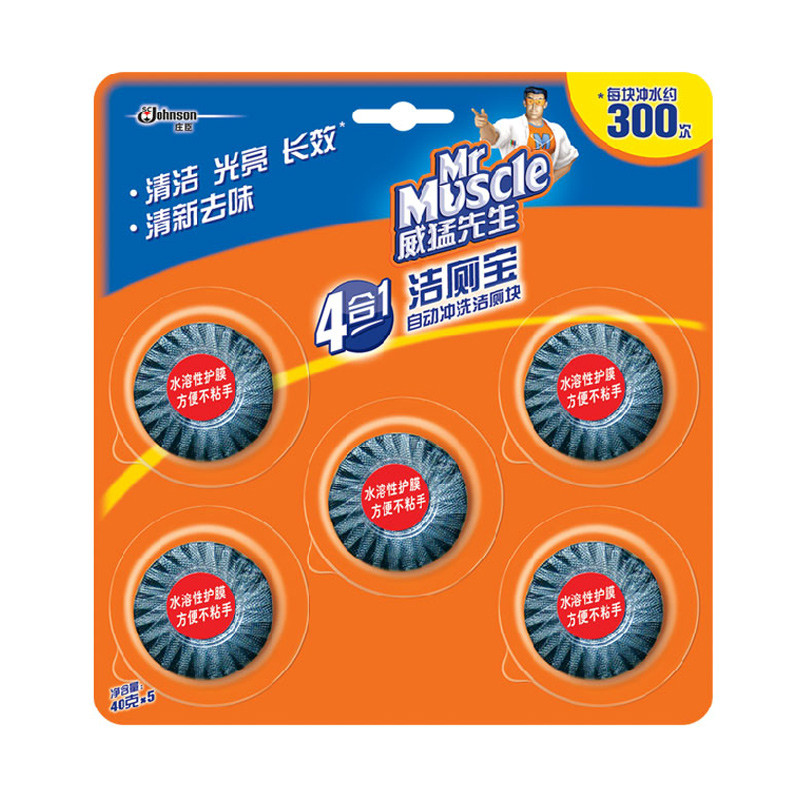 SC Johnson
庄臣
*每块冲水约
300次
·清洁 光亮 长效*
·清新去味
Mr
Muscle
威猛先生
4合1
洁厕宝
自动冲洗洁厕块
水溶性护膜
方便不粘手
水溶性护膜
方便不粘手
水溶性护膜
方便不粘手
水溶性护膜
方便不粘手
水溶性护膜
方便不粘手
净含量:
40克x5